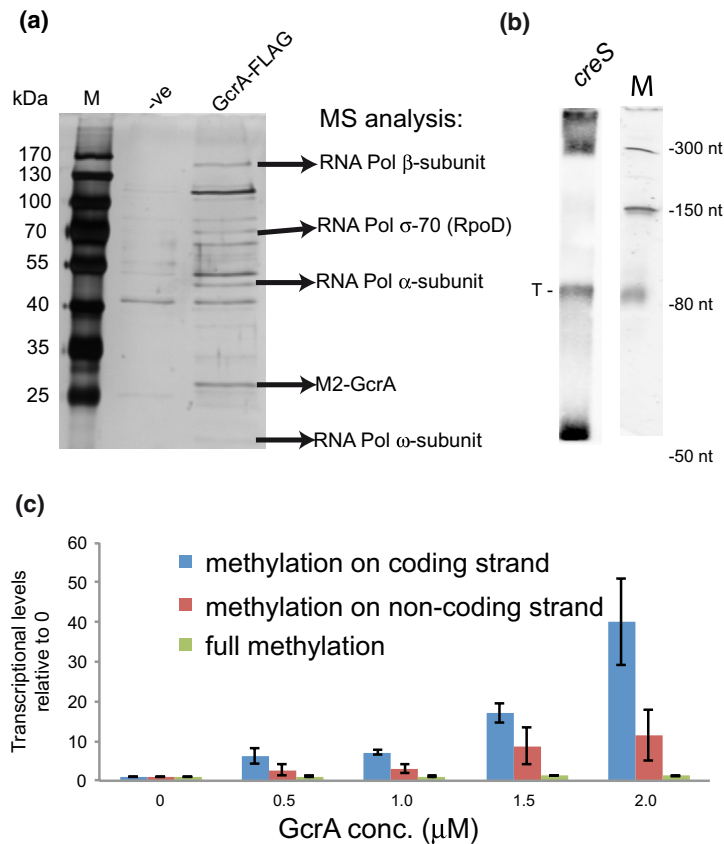 (a)
kDa
M
-ve
GcrA-FLAG
MS analysis:
170
130
100
70
55
40
35
25
RNA Pol β-subunit
RNA Pol σ-70 (RpoD)
RNA Pol α-subunit
M2-GcrA
RNA Pol ω-subunit
(b)
creS
M
-300 nt
-150 nt
T -
-80 nt
-50 nt
(c)
Transcriptional levels
relative to 0
60
50
40
30
20
10
0
methylation on coding strand
methylation on non-coding strand
full methylation
0
0.5
1.0
1.5
2.0
GcrA conc. (μM)